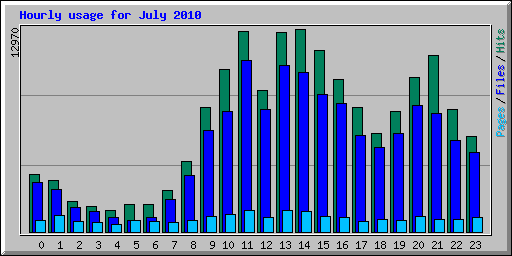 Hourly usage for July 2010
12970
Pages / Files / Hits
0 1 2 3 4 5 6 7 8 9 10 11 12 13 14 15 16 17 18 19 20 21 22 23